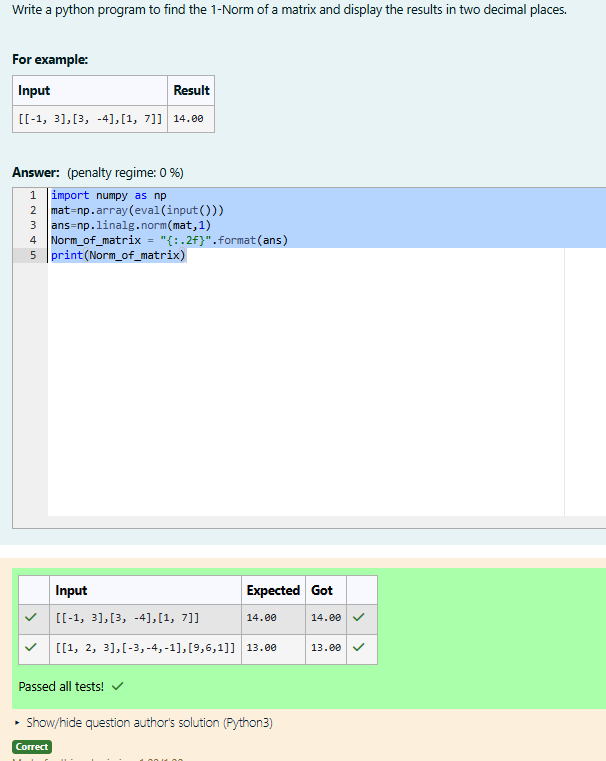 Write a python program to find the 1-Norm of a matrix and display the results in two decimal places.
For example:
Input Result
[[-1, 3],[3, -4],[1, 7]] 14.00
Answer: (penalty regime: 0 %)
1 import numpy as np
2 mat=np.array(eval(input()))
3 ans=np.linalg.norm(mat,1)
4 Norm_of_matrix = "{:.2f}".format(ans)
5 print(Norm_of_matrix)
Input Expected Got
[[-1, 3],[3, -4],[1, 7]] 14.00 14.00
[[1, 2, 3],[-3,-4,-1],[9,6,1]] 13.00 13.00
Passed all tests!
Show/hide question author's solution (Python3)
Correct